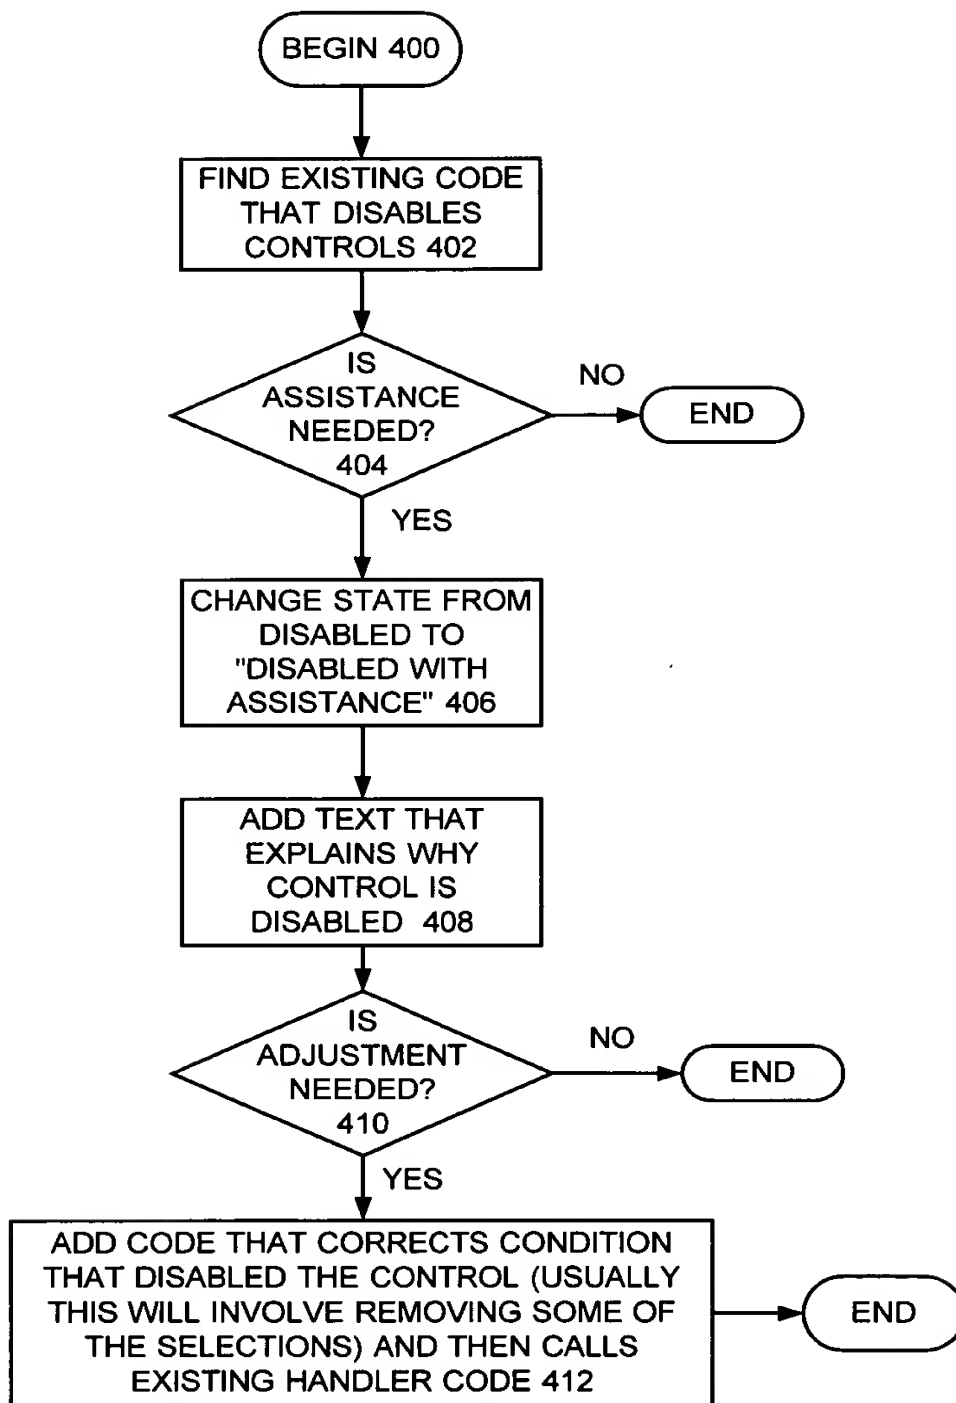 BEGIN 400
FIND EXISTING CODE
THAT DISABLES
CONTROLS 402
IS
ASSISTANCE
NEEDED?
404
NO
END
YES
CHANGE STATE FROM
DISABLED TO
"DISABLED WITH
ASSISTANCE" 406
ADD TEXT THAT
EXPLAINS WHY
CONTROL IS
DISABLED 408
IS
ADJUSTMENT
NEEDED?
410
NO
END
YES
ADD CODE THAT CORRECTS CONDITION
THAT DISABLED THE CONTROL (USUALLY
THIS WILL INVOLVE REMOVING SOME OF
THE SELECTIONS) AND THEN CALLS
EXISTING HANDLER CODE 412
END